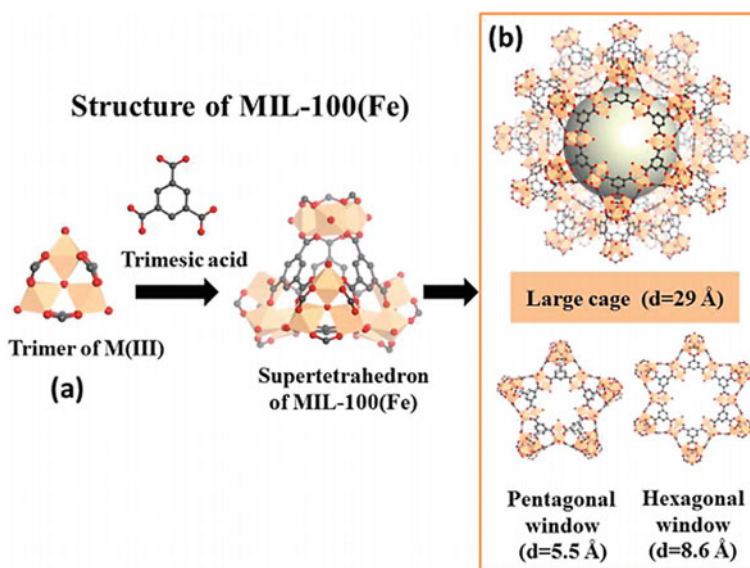 Structure of MIL-100(Fe)
Trimesic acid
Trimer of M(III)
(a)
Supertetrahedron
of MIL-100(Fe)
(b)
Large cage (d=29 Å)
Pentagonal
window
(d=5.5 Å)
Hexagonal
window
(d=8.6 Å)